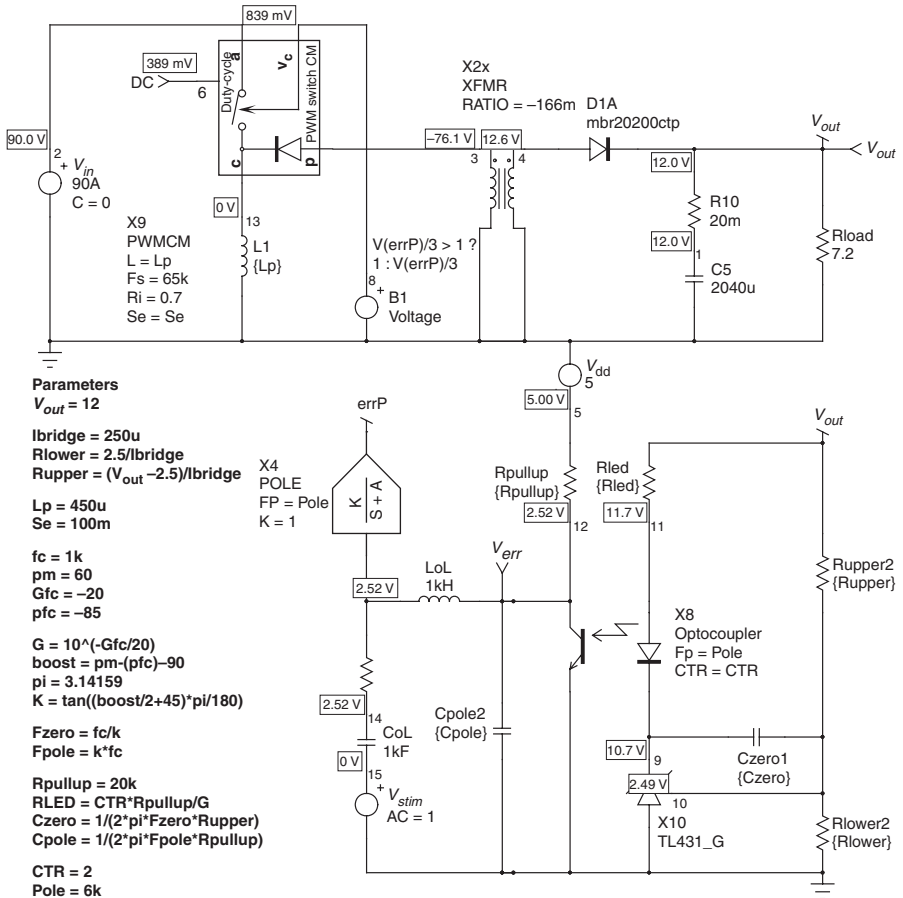 839 mV
389 mV
DC
6
Duty-cycle
a
v_c
PWM switch CM
c
p
X2x
XFMR
RATIO = –166m
D1A
mbr20200ctp
V_out
V_out
90.0 V
2
+
V_in
90A
C = 0
–76.1 V
12.6 V
3
4
12.0 V
R10
20m
12.0 V
1
C5
2040u
Rload
7.2
0 V
13
X9
PWMCM
L = Lp
Fs = 65k
Ri = 0.7
Se = Se
L1
{Lp}
V(errP)/3 > 1 ?
1 : V(errP)/3
8
+
B1
Voltage
Parameters
V_out = 12
Ibridge = 250u
Rlower = 2.5/Ibridge
Rupper = (V_out –2.5)/Ibridge
Lp = 450u
Se = 100m
fc = 1k
pm = 60
Gfc = –20
pfc = –85
G = 10^(-Gfc/20)
boost = pm-(pfc)–90
pi = 3.14159
K = tan((boost/2+45)*pi/180)
Fzero = fc/k
Fpole = k*fc
Rpullup = 20k
RLED = CTR*Rpullup/G
Czero = 1/(2*pi*Fzero*Rupper)
Cpole = 1/(2*pi*Fpole*Rpullup)
CTR = 2
Pole = 6k
errP
X4
POLE
FP = Pole
K = 1
K
S + A
V_dd
5
5.00 V
5
Rpullup
{Rpullup}
2.52 V
12
Rled
{Rled}
11.7 V
11
V_out
Rupper2
{Rupper}
V_err
LoL
1kH
2.52 V
X8
Optocoupler
Fp = Pole
CTR = CTR
2.52 V
14
CoL
1kF
0 V
15
+
V_stim
AC = 1
Cpole2
{Cpole}
10.7 V
9
Czero1
{Czero}
2.49 V
10
X10
TL431_G
Rlower2
{Rlower}